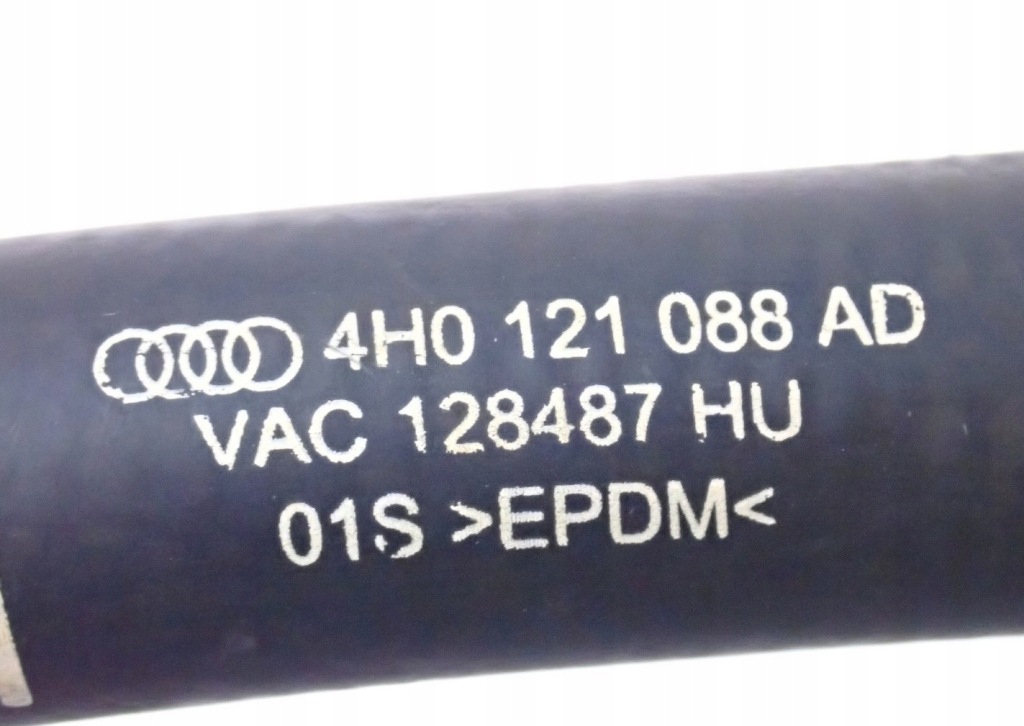 4H0 121 088 AD
VAC 128487 HU
01S >EPDM<